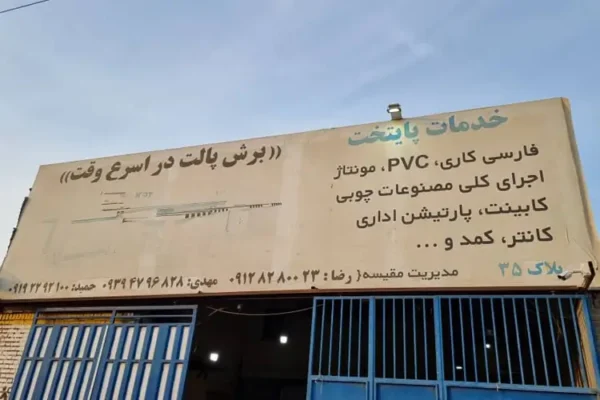 خدمات پایتخت
فارسی کاری، PVC، مونتاژ
اجرای کلی مصنوعات چوبی
کابینت، پارتیشن اداری
کانتر، کمد و ...
((برش پالت در اسرع وقت))
مدیریت مقیسه{ رضا: ۰۹۱۲۸۲۸۰۰۲۳ مهدی: ۰۹۳۹۴۷۹۶۸۲۸ حمید: ۰۹۱۹۲۲۹۲۱۰۰
پلاک ۳۵